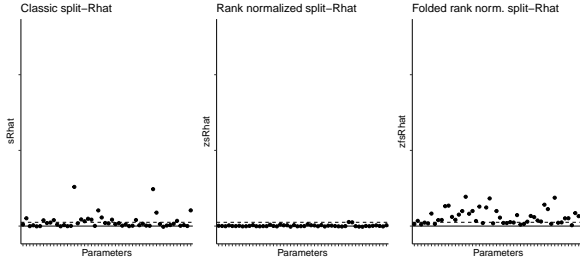 Classic split−Rhat
Rank normalized split−Rhat
Folded rank norm. split−Rhat
sRhat
zsRhat
zfsRhat
Parameters
Parameters
Parameters